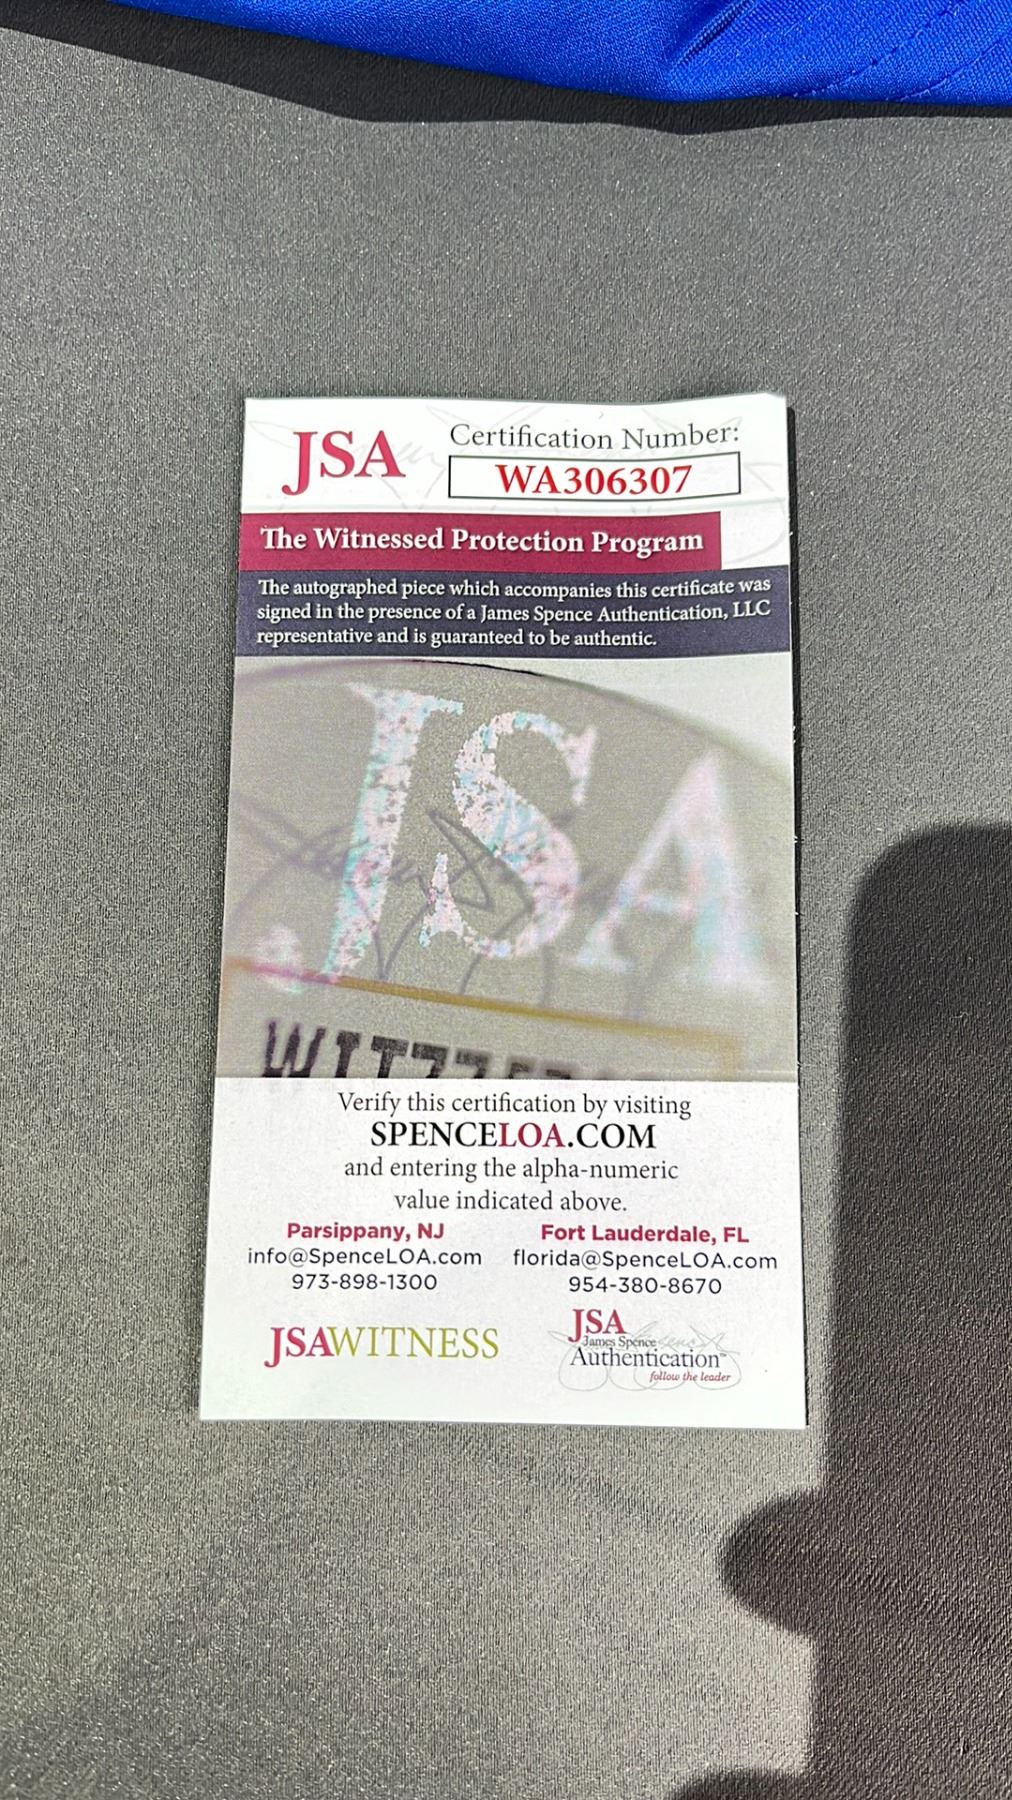 JSA
Certification Number:
WA306307
The Witnessed Protection Program
The autographed piece which accompanies this certificate was
signed in the presence of a James Spence Authentication, LLC
representative and is guaranteed to be authentic.
JSA
Verify this certification by visiting
SPENCELOA.COM
and entering the alpha-numeric
value indicated above.
Parsippany, NJ
info@SpenceLOA.com
973-898-1300
Fort Lauderdale, FL
florida@SpenceLOA.com
954-380-8670
JSAWITNESS
JSA
James Spence
Authentication™
follow the leader